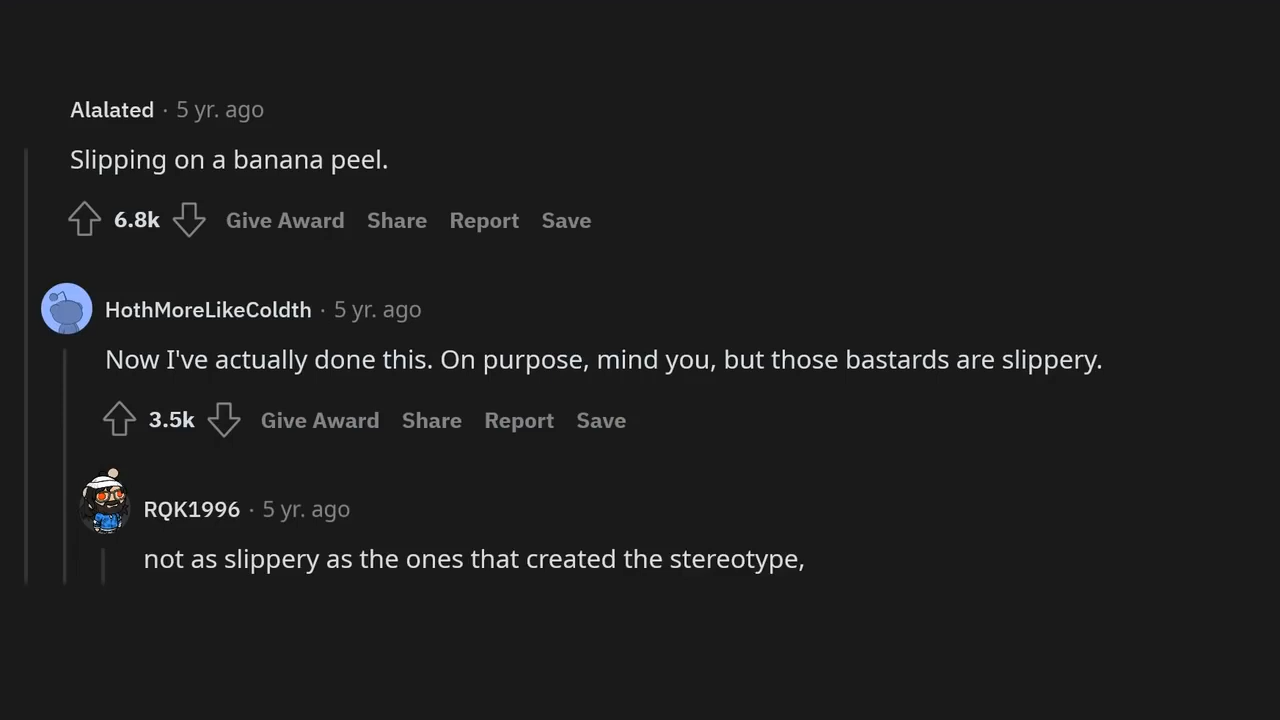 Alalated · 5 yr. ago
Slipping on a banana peel.
6.8k Give Award Share Report Save
HothMoreLikeColdth · 5 yr. ago
Now I've actually done this. On purpose, mind you, but those bastards are slippery.
3.5k Give Award Share Report Save
RQK1996 · 5 yr. ago
not as slippery as the ones that created the stereotype,